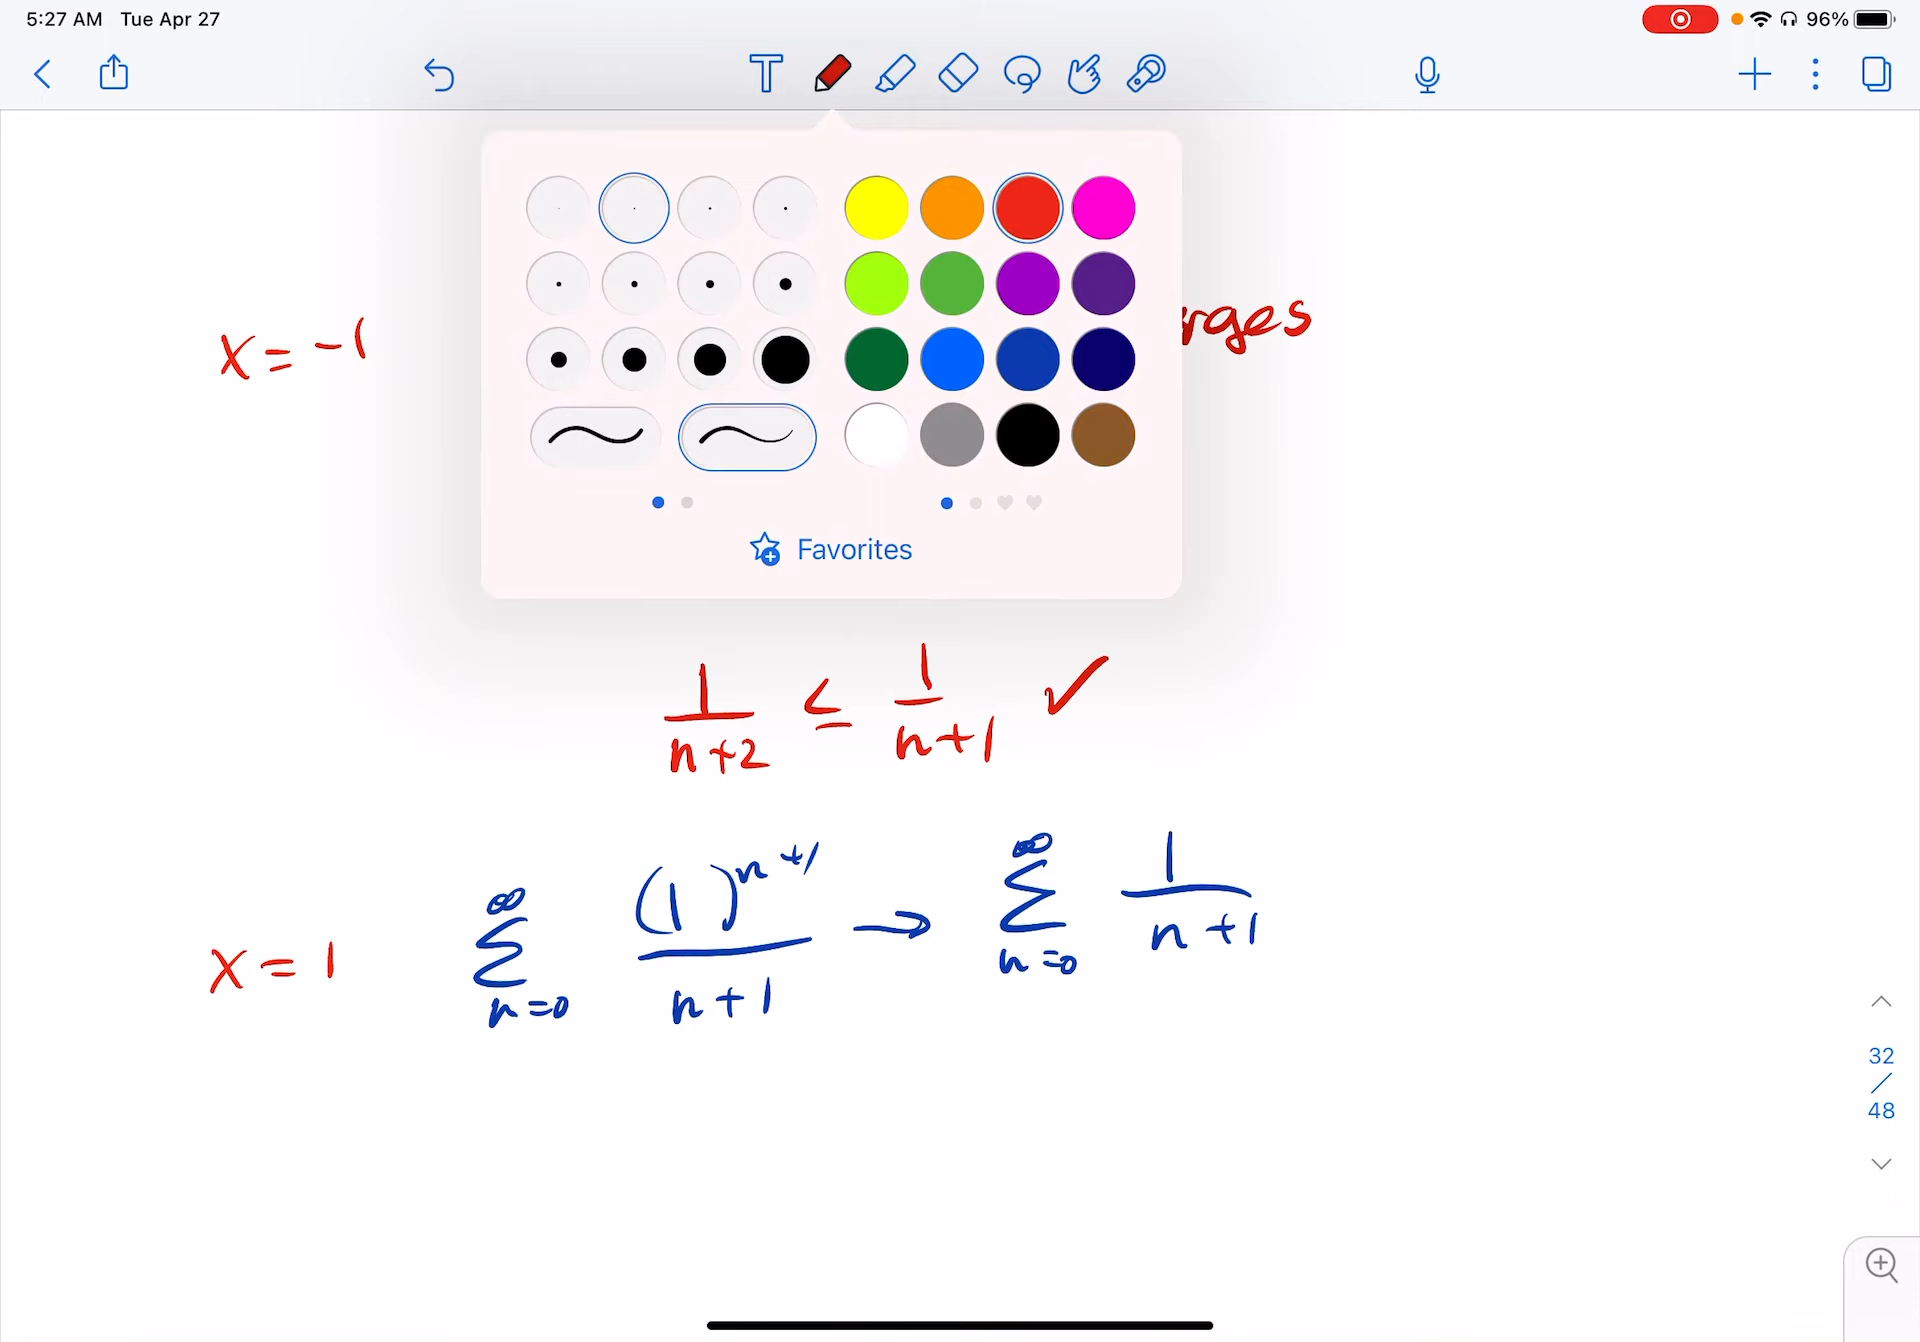 5:27 AM Tue Apr 27 96%
T
x = -1
Favorites
1/(n+2) ≤ 1/(n+1) ✓
x = 1 ∞∑n=0 (1)^(n+1)/(n+1) → ∞∑n=0 1/(n+1)
32
/
48